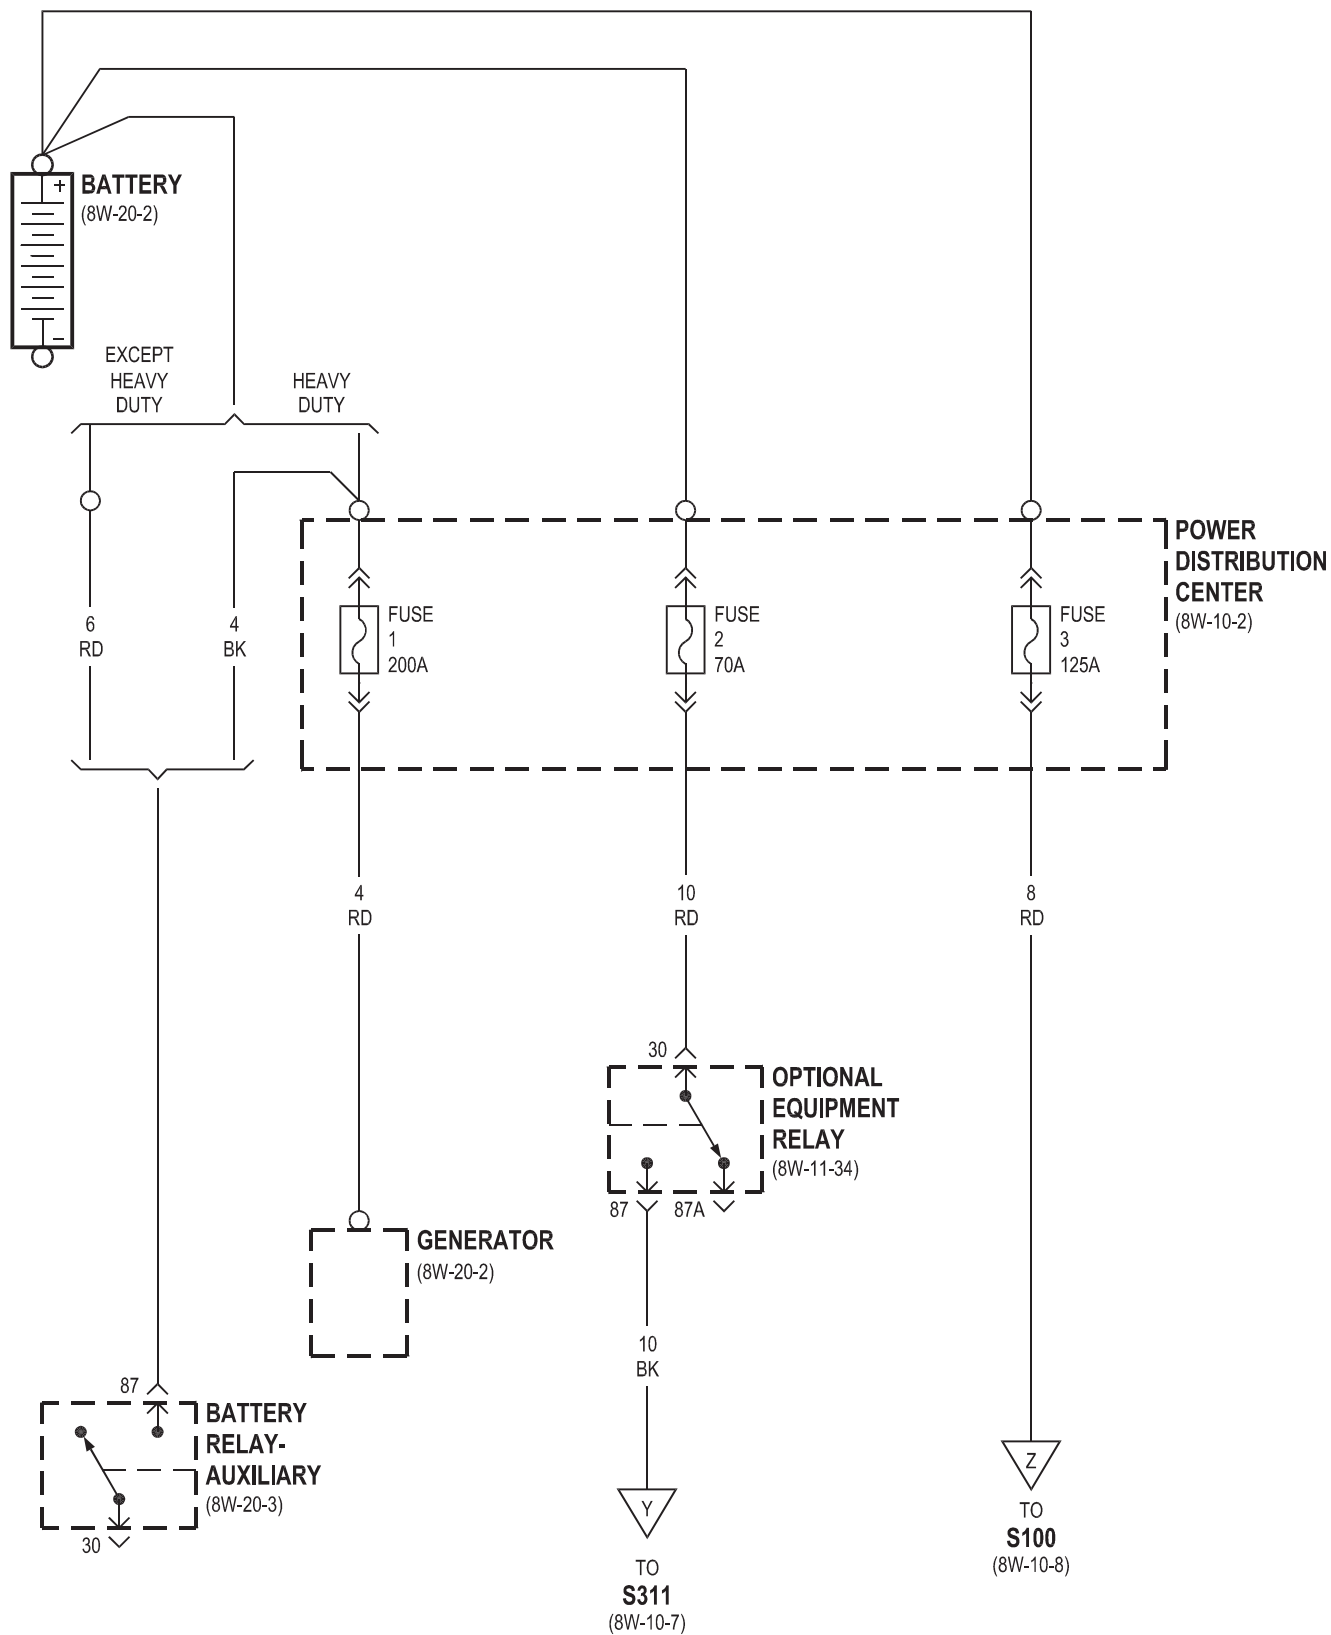 +
BATTERY
(8W-20-2)
-
EXCEPT
HEAVY
DUTY
HEAVY
DUTY
POWER
DISTRIBUTION
CENTER
(8W-10-2)
6
RD
4
BK
FUSE
1
200A
FUSE
2
70A
FUSE
3
125A
4
RD
10
RD
8
RD
30
OPTIONAL
EQUIPMENT
RELAY
(8W-11-34)
87
87A
GENERATOR
(8W-20-2)
10
BK
87
BATTERY
RELAY-
AUXILIARY
(8W-20-3)
30
Y
TO
S311
(8W-10-7)
Z
TO
S100
(8W-10-8)